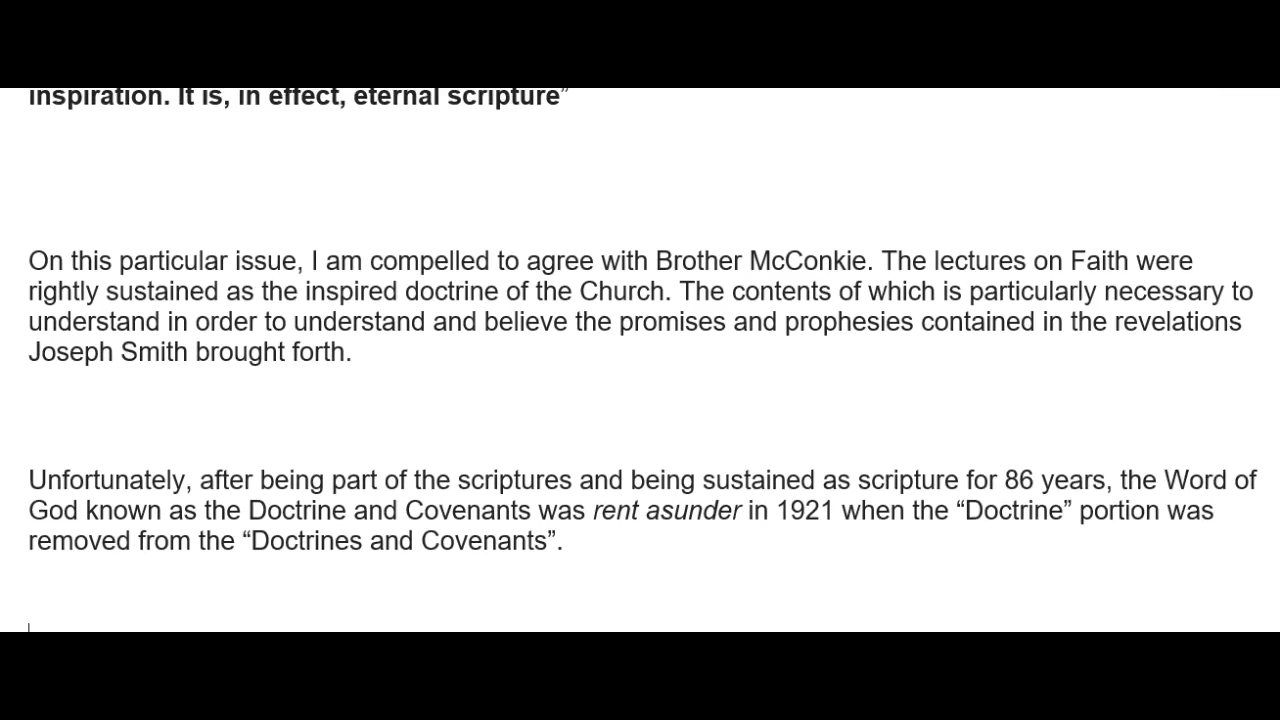 inspiration. It is, in effect, eternal scripture”
On this particular issue, I am compelled to agree with Brother McConkie. The lectures on Faith were
rightly sustained as the inspired doctrine of the Church. The contents of which is particularly necessary to
understand in order to understand and believe the promises and prophesies contained in the revelations
Joseph Smith brought forth.
Unfortunately, after being part of the scriptures and being sustained as scripture for 86 years, the Word of
God known as the Doctrine and Covenants was rent asunder in 1921 when the “Doctrine” portion was
removed from the “Doctrines and Covenants”.